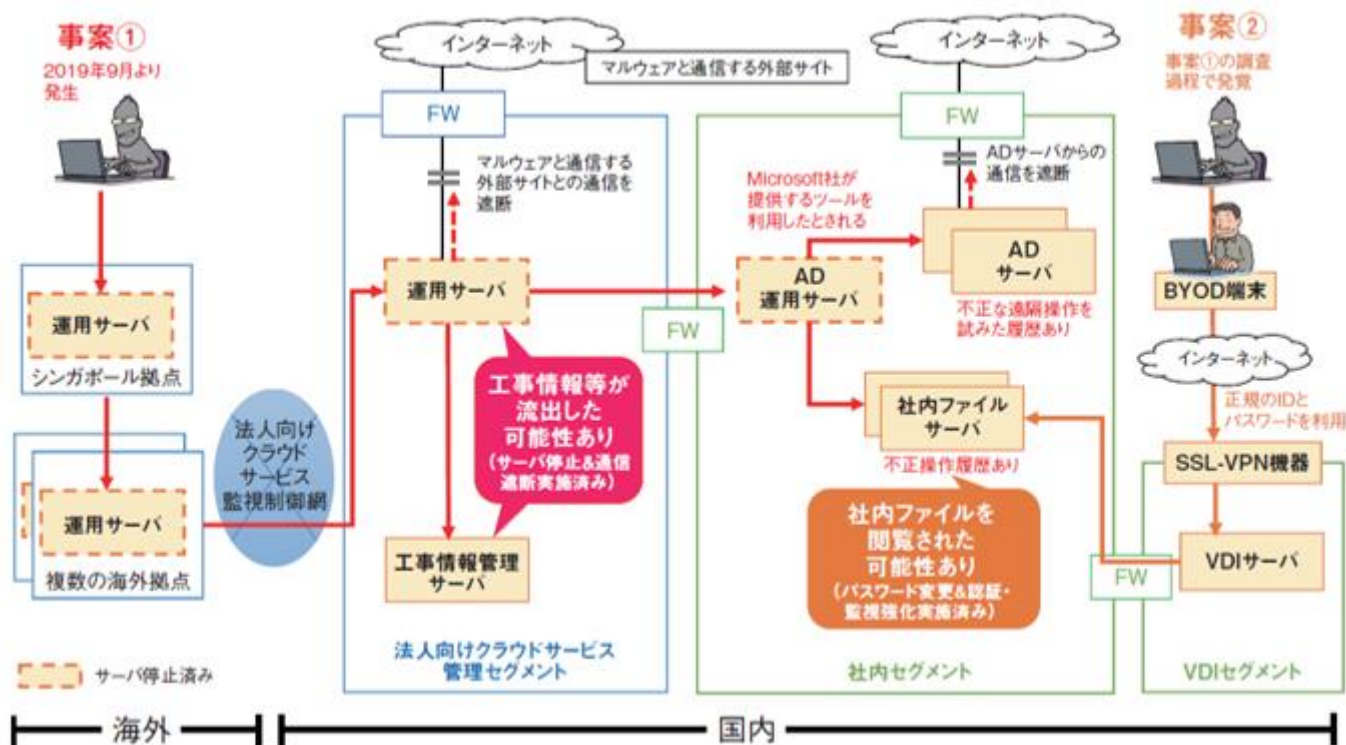 事案①
2019年9月より
発生
インターネット
マルウェアと通信する外部サイト
インターネット
事案②
事案①の調査
過程で発覚
FW
FW
マルウェアと通信する
外部サイトとの通信を
遮断
Microsoft社が
提供するツールを
利用したとされる
ADサーバからの
通信を遮断
運用サーバ
シンガポール拠点
運用サーバ
AD
運用サーバ
AD
サーバ
不正な遠隔操作を
試みた履歴あり
BYOD端末
インターネット
正規のIDと
パスワードを利用
FW
工事情報等が
流出した
可能性あり
(サーバ停止&通信
遮断実施済み)
社内ファイル
サーバ
不正操作履歴あり
SSL-VPN機器
法人向け
クラウド
サービス
監視制御網
運用サーバ
複数の海外拠点
工事情報管理
サーバ
社内ファイルを
閲覧された
可能性あり
(パスワード変更&認証・
監視強化実施済み)
FW
VDIサーバ
サーバ停止済み
法人向けクラウドサービス
管理セグメント
社内セグメント
VDIセグメント
海外
国内